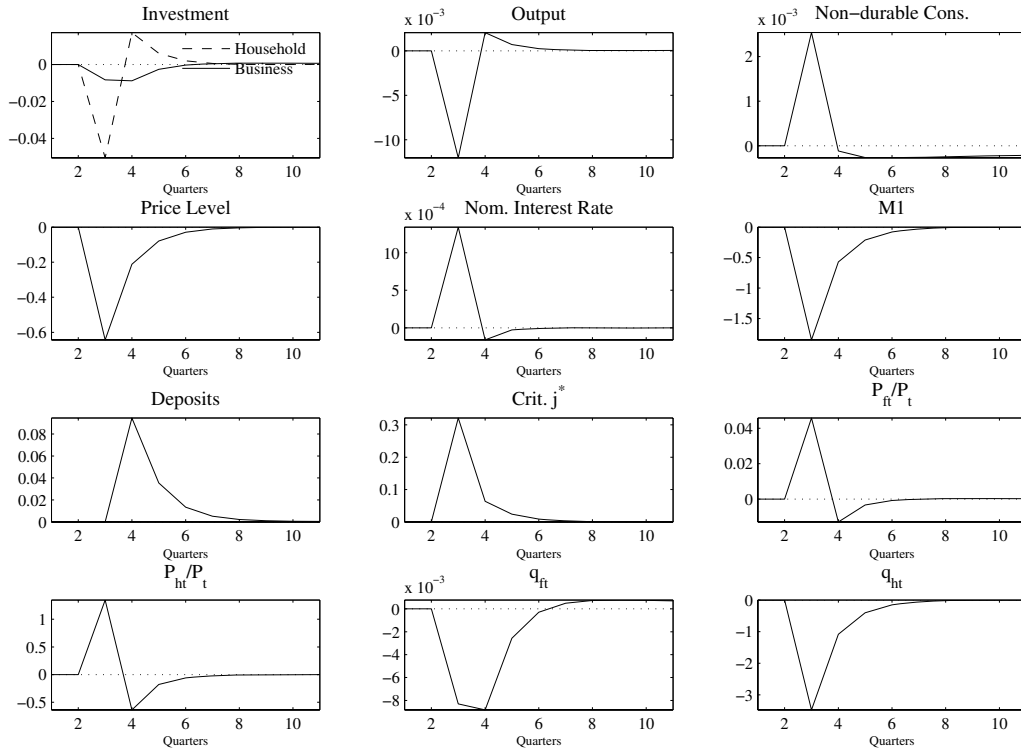 Investment
0
−0.02
−0.04
Household
Business
2 4 6 8 10
Quarters
Output
x 10⁻³
0
−5
−10
2 4 6 8 10
Quarters
Non−durable Cons.
x 10⁻³
2
1
0
2 4 6 8 10
Quarters
Price Level
0
−0.2
−0.4
−0.6
2 4 6 8 10
Quarters
Nom. Interest Rate
x 10⁻⁴
10
5
0
2 4 6 8 10
Quarters
M1
0
−0.5
−1
−1.5
2 4 6 8 10
Quarters
Deposits
0.08
0.06
0.04
0.02
0
2 4 6 8 10
Quarters
Crit. j*
0.3
0.2
0.1
0
2 4 6 8 10
Quarters
P_ft/P_t
0.04
0.02
0
2 4 6 8 10
Quarters
P_ht/P_t
1
0.5
0
−0.5
2 4 6 8 10
Quarters
q_ft
x 10⁻³
0
−2
−4
−6
−8
2 4 6 8 10
Quarters
q_ht
0
−1
−2
−3
2 4 6 8 10
Quarters